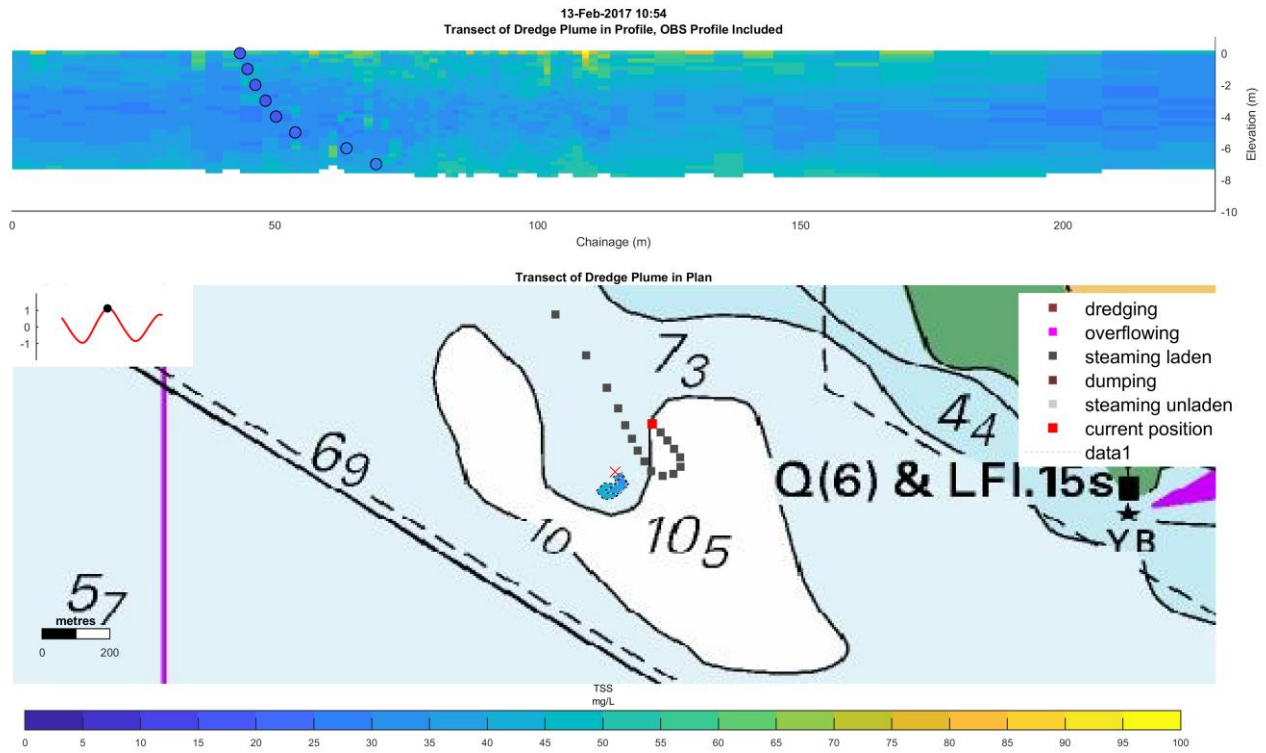 13-Feb-2017 10:54
Transect of Dredge Plume in Profile, OBS Profile Included
0
-2
-4
-6
-8
-10
Elevation (m)
0 50 100 150 200
Chainage (m)
Transect of Dredge Plume in Plan
1
0
-1
dredging
overflowing
steaming laden
dumping
steaming unladen
current position
data1
7₃
4₄
6₉
Q(6) & LFl.15s
10
10₅
YB
5₇
metres
0 200
TSS
mg/L
0 5 10 15 20 25 30 35 40 45 50 55 60 65 70 75 80 85 90 95 100